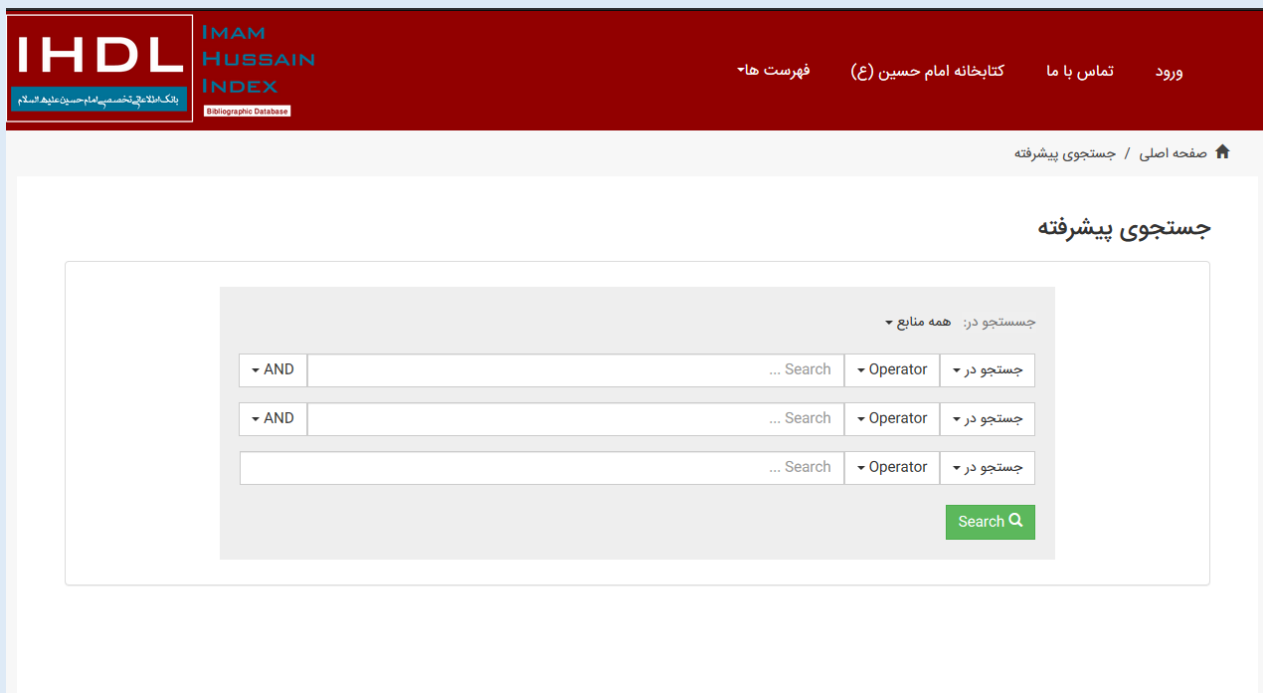 IHDL
بانک اطلاعاتی تخصصی امام حسین علیه السلام
IMAM
HUSSAIN
INDEX
Bibliographic Database
ورود تماس با ما کتابخانه امام حسین (ع) فهرست ها
صفحه اصلی / جستجوی پیشرفته
جستجوی پیشرفته
جسستجو در: همه منابع
جستجو در Operator Search ... AND
جستجو در Operator Search ... AND
جستجو در Operator Search ...
Search